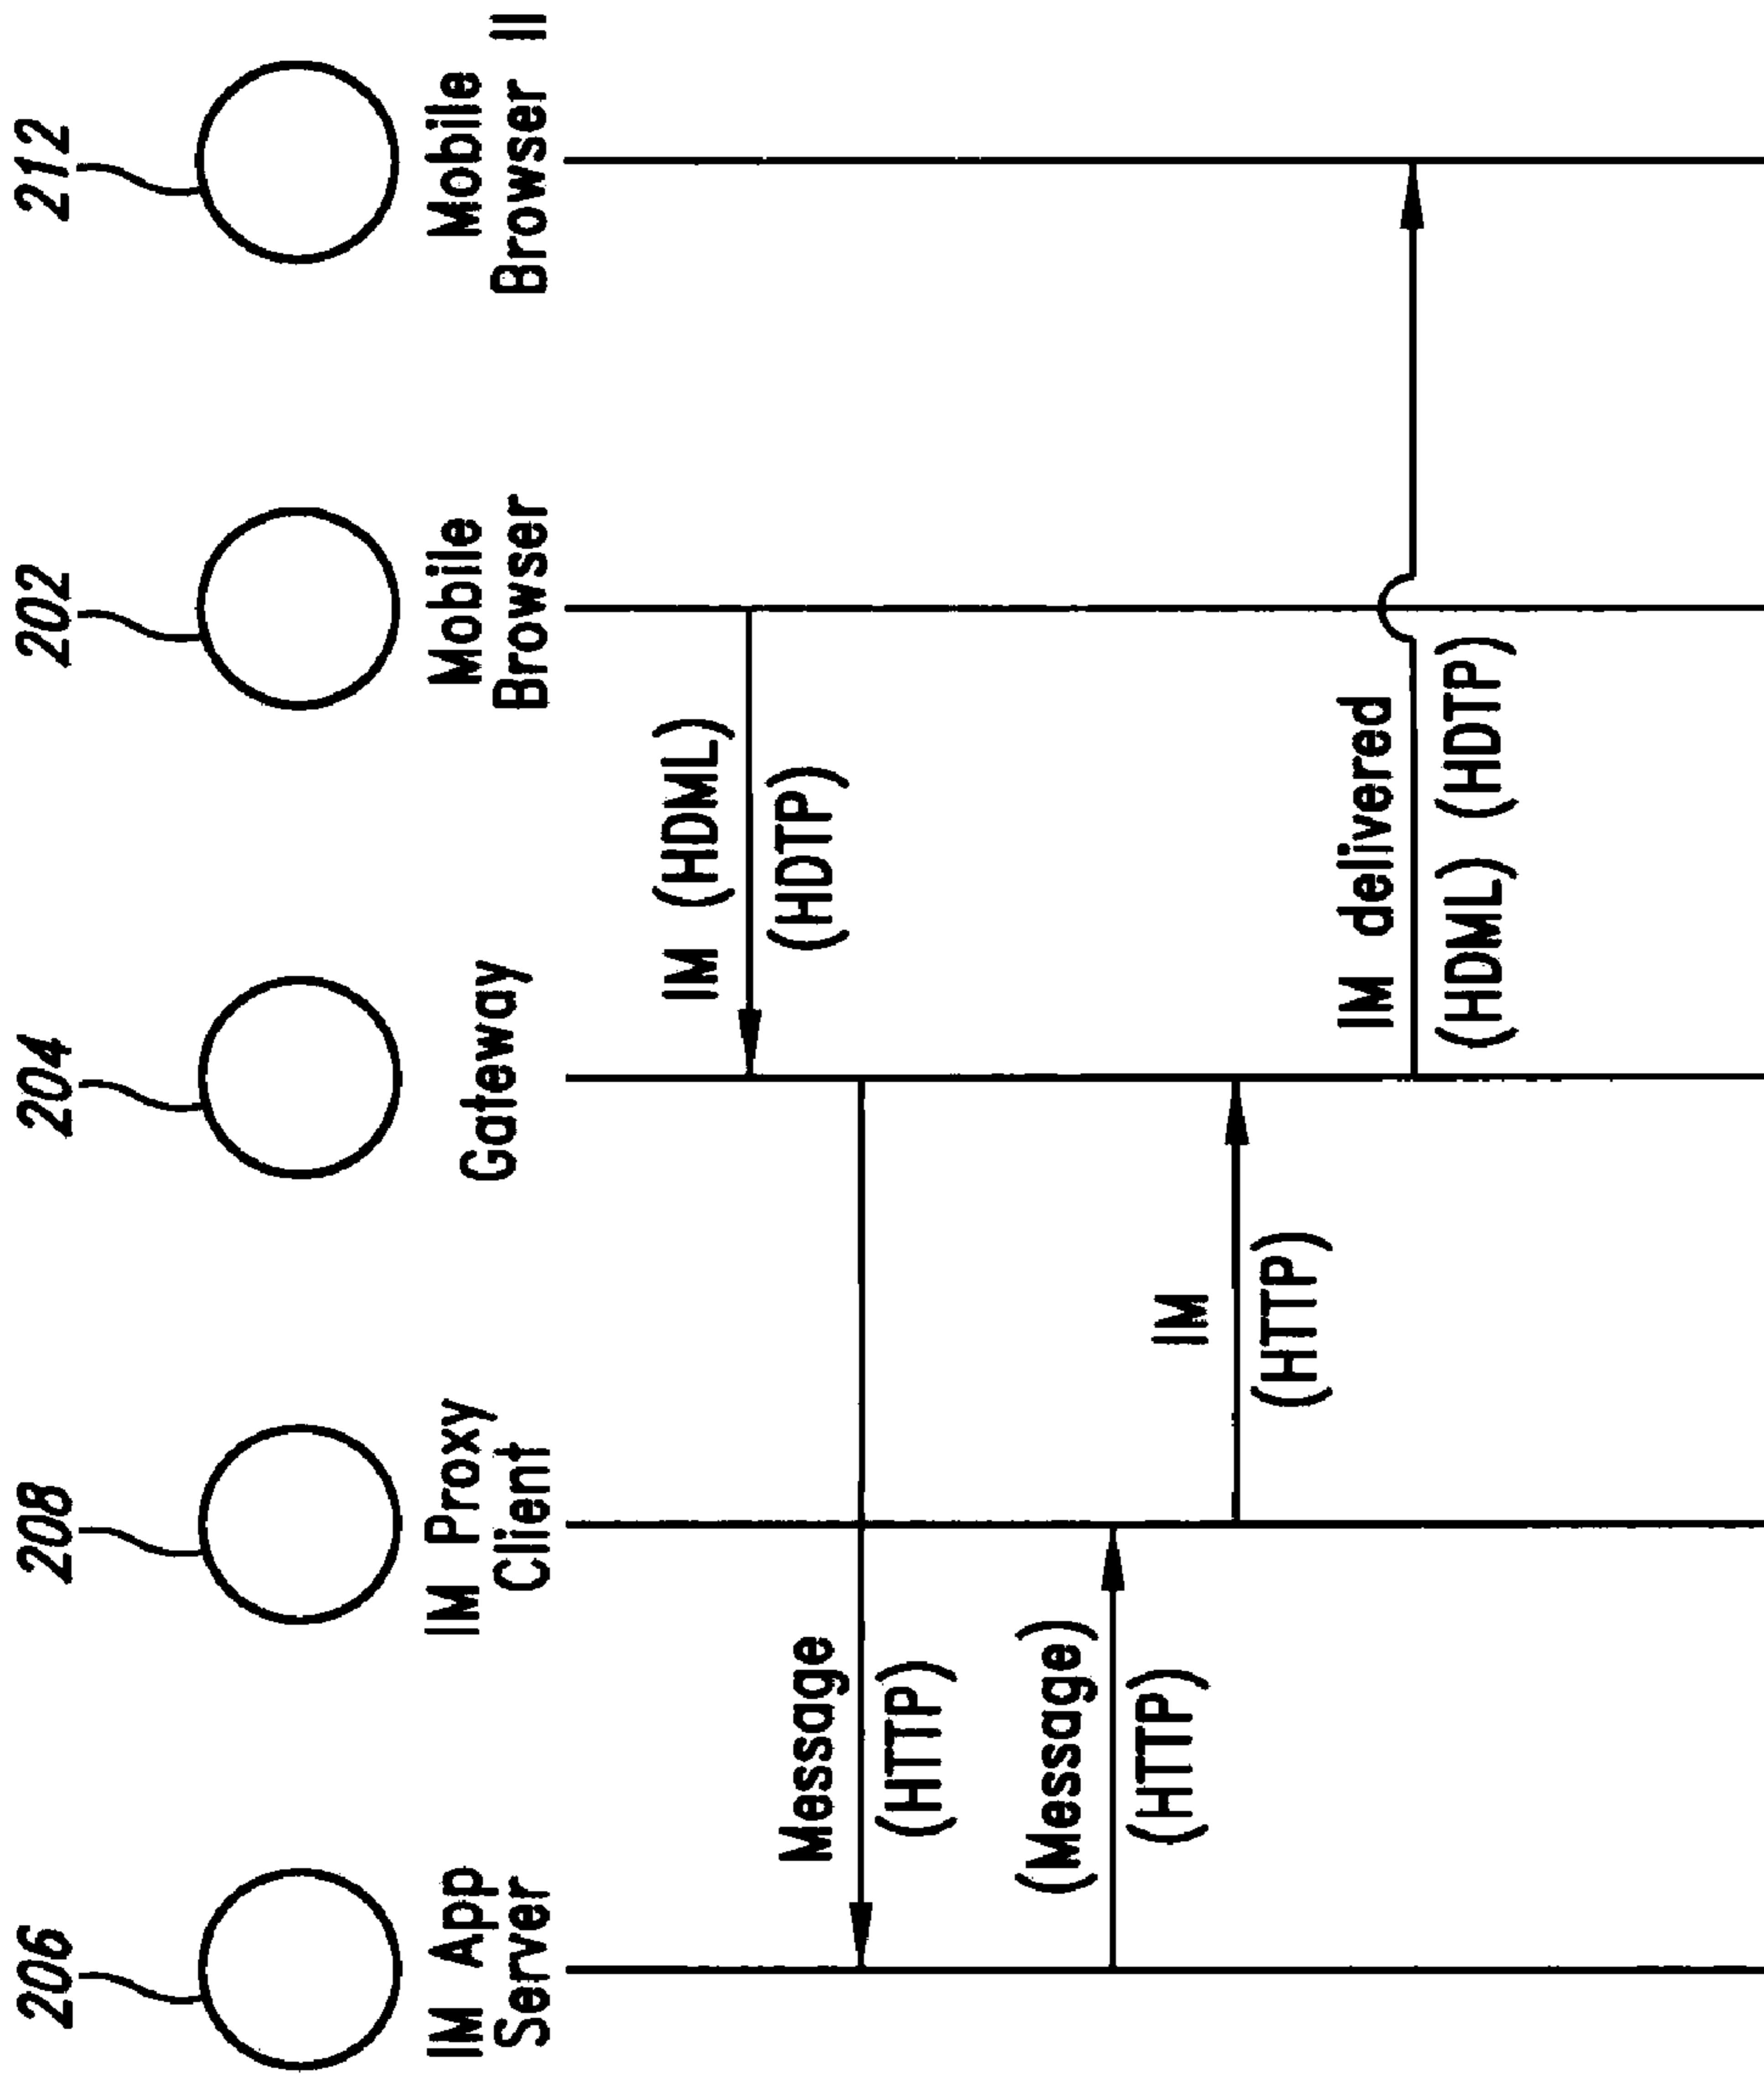 206
208
204
202
212
IM App
Server
IM Proxy
Client
Gateway
Mobile
Browser
Mobile
Browser II
IM (HDML)
(HDTP)
Message
(HTTP)
(Message)
(HTTP)
IM
(HTTP)
IM delivered
(HDML) (HDTP)